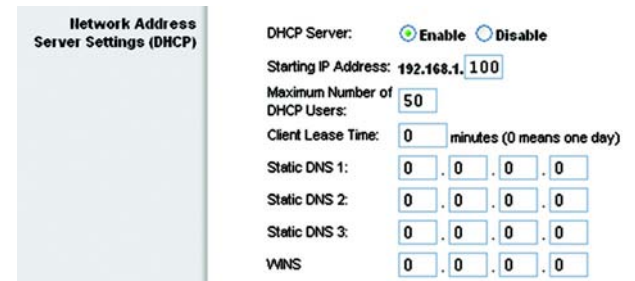 Network Address
Server Settings (DHCP)
DHCP Server: Enable Disable
Starting IP Address: 192.168.1. 100
Maximum Number of
DHCP Users: 50
Client Lease Time: 0 minutes (0 means one day)
Static DNS 1: 0 . 0 . 0 . 0
Static DNS 2: 0 . 0 . 0 . 0
Static DNS 3: 0 . 0 . 0 . 0
WINS 0 . 0 . 0 . 0